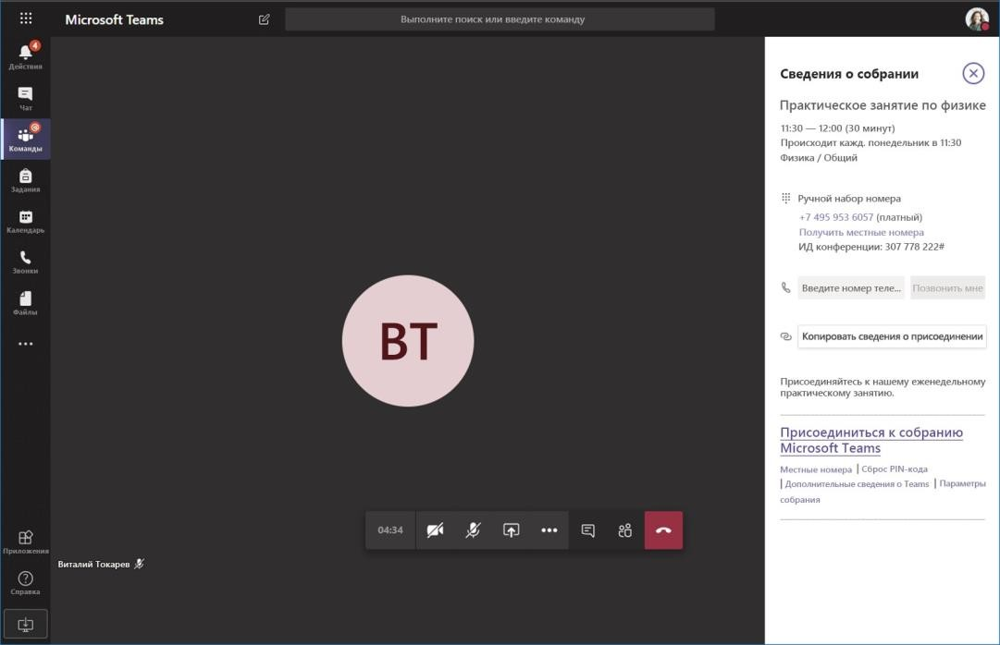 Microsoft Teams
Выполните поиск или введите команду
4
Действия
Чат
@
Команды
Задания
Календарь
Звонки
Файлы
Приложения
Справка
ВТ
04:34
Виталий Токарев
Сведения о собрании
Практическое занятие по физике
11:30 — 12:00 (30 минут)
Происходит кажд. понедельник в 11:30
Физика / Общий
Ручной набор номера
+7 495 953 6057 (платный)
Получить местные номера
ИД конференции: 307 778 222#
Введите номер теле... Позвонить мне
Копировать сведения о присоединении
Присоединяйтесь к нашему еженедельному
практическому занятию.
Присоединиться к собранию
Microsoft Teams
Местные номера | Сброс PIN-кода
| Дополнительные сведения о Teams | Параметры
собрания